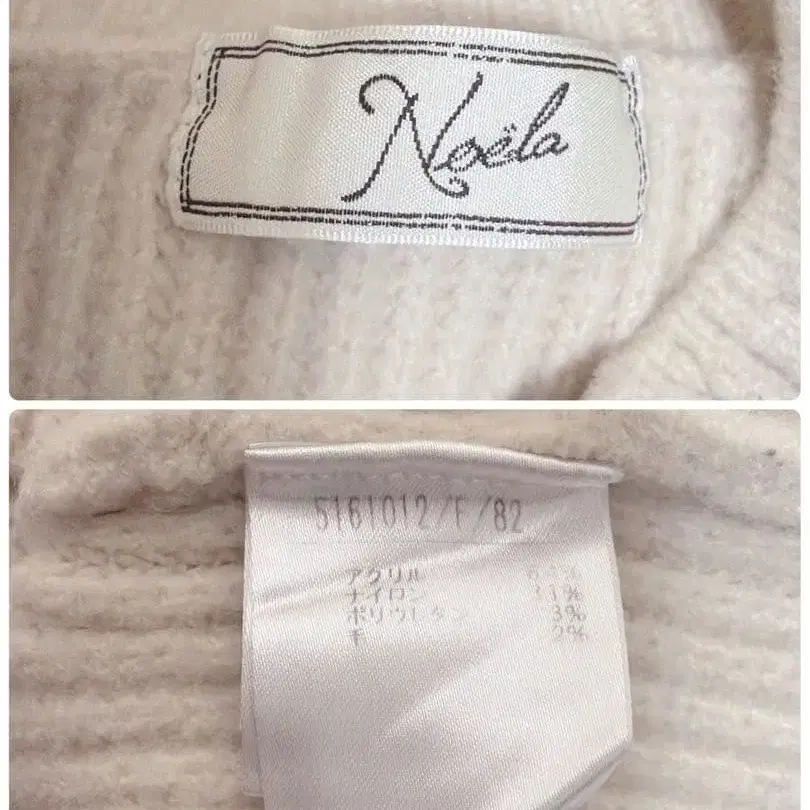 Noëla
5161012/F/82
アクリル 64%
ナイロン 31%
ポリウレタン 3%
毛 2%